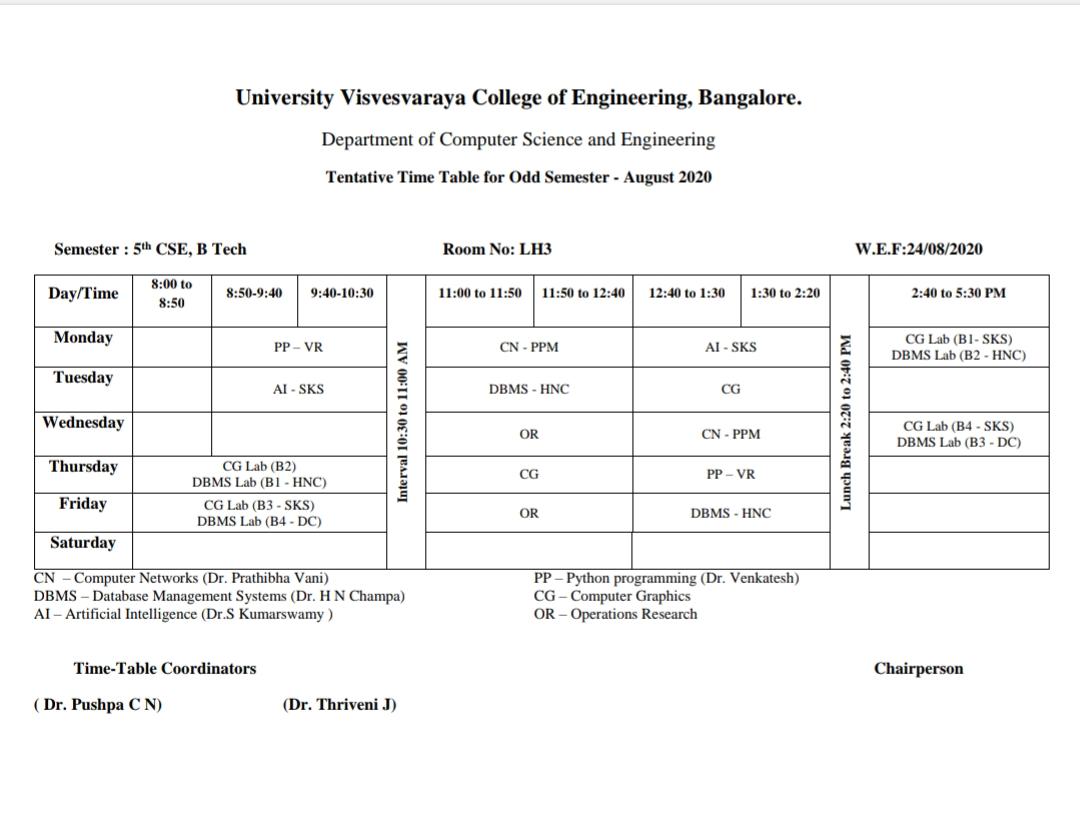 University Visvesvaraya College of Engineering, Bangalore.
Department of Computer Science and Engineering
Tentative Time Table for Odd Semester - August 2020
Semester : 5th CSE, B Tech Room No: LH3 W.E.F:24/08/2020
Day/Time 8:00 to 8:50 8:50-9:40 9:40-10:30 Interval 10:30 to 11:00 AM 11:00 to 11:50 11:50 to 12:40 12:40 to 1:30 1:30 to 2:20 Lunch Break 2:20 to 2:40 PM 2:40 to 5:30 PM
Monday PP – VR CN - PPM AI - SKS CG Lab (B1- SKS)
DBMS Lab (B2 - HNC)
Tuesday AI - SKS DBMS - HNC CG
Wednesday OR CN - PPM CG Lab (B4 - SKS)
DBMS Lab (B3 - DC)
Thursday CG Lab (B2)
DBMS Lab (B1 - HNC) CG PP – VR
Friday CG Lab (B3 - SKS)
DBMS Lab (B4 - DC) OR DBMS - HNC
Saturday
CN – Computer Networks (Dr. Prathibha Vani) PP – Python programming (Dr. Venkatesh)
DBMS – Database Management Systems (Dr. H N Champa) CG – Computer Graphics
AI – Artificial Intelligence (Dr.S Kumarswamy ) OR – Operations Research
Time-Table Coordinators Chairperson
( Dr. Pushpa C N) (Dr. Thriveni J)